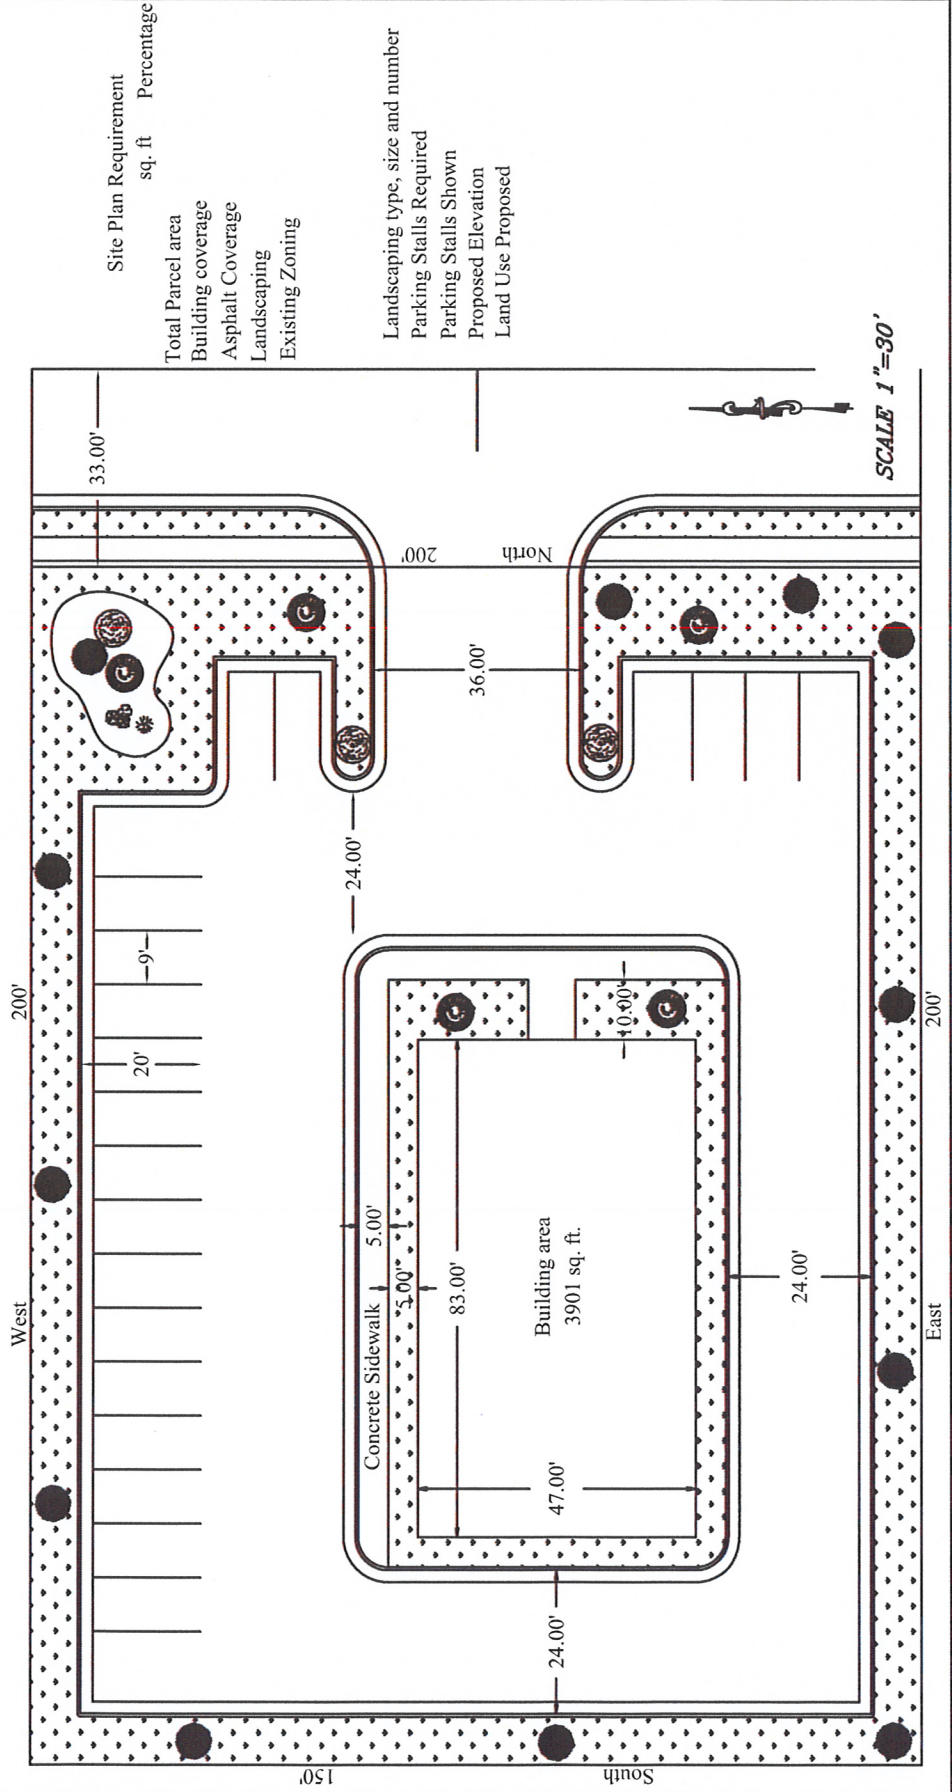 Site Plan Requirement
sq. ft Percentage
Total Parcel area
Building coverage
Asphalt Coverage
Landscaping
Existing Zoning
Landscaping type, size and number
Parking Stalls Required
Parking Stalls Shown
Proposed Elevation
Land Use Proposed
SCALE 1"=30'
33.00'
200'
North
36.00'
24.00'
West
200'
9'
20'
Concrete Sidewalk
5.00'
5.00'
83.00'
10.00'
Building area
3901 sq. ft.
47.00'
24.00'
24.00'
East
200'
150'
South